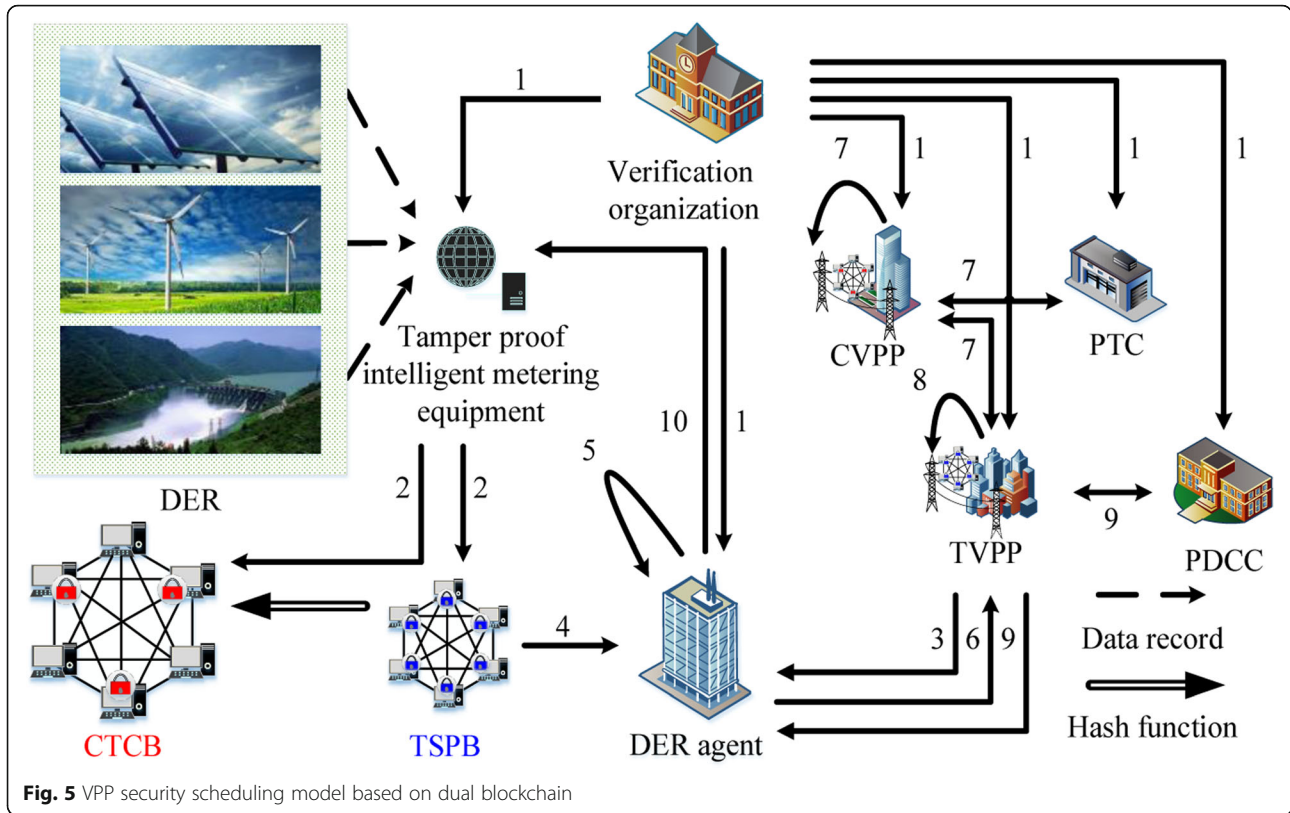 1
Verification
organization
7
1
1
1
1
Tamper proof
intelligent metering
equipment
CVPP
7
PTC
7
8
DER
2
2
5
10
1
TVPP
9
PDCC
4
3
6
9
Data record
Hash function
CTCB
TSPB
DER agent
Fig. 5 VPP security scheduling model based on dual blockchain